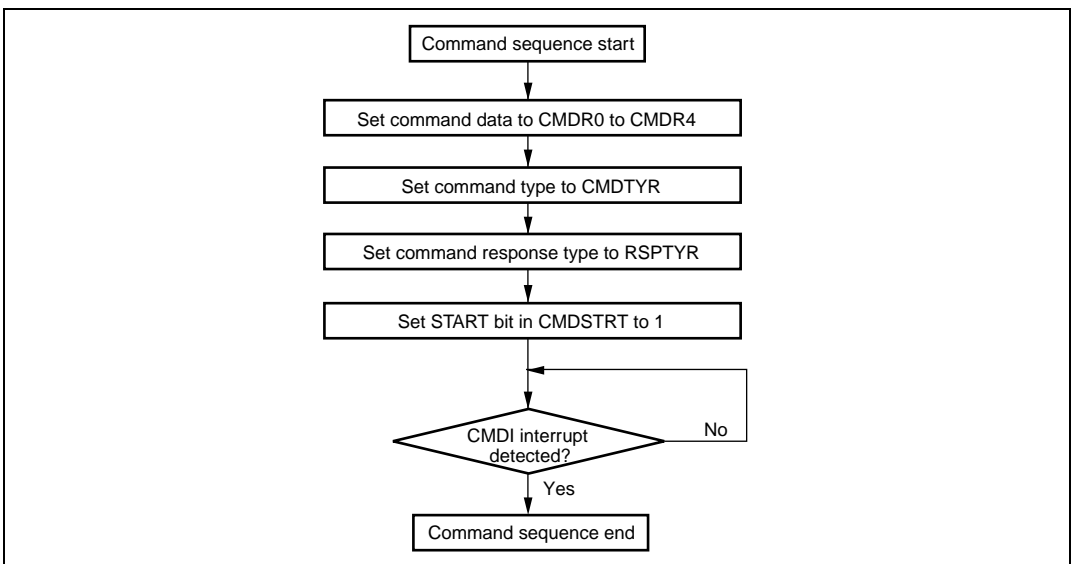 Command sequence start
Set command data to CMDR0 to CMDR4
Set command type to CMDTYR
Set command response type to RSPTYR
Set START bit in CMDSTRT to 1
CMDI interrupt
detected?
No
Yes
Command sequence end